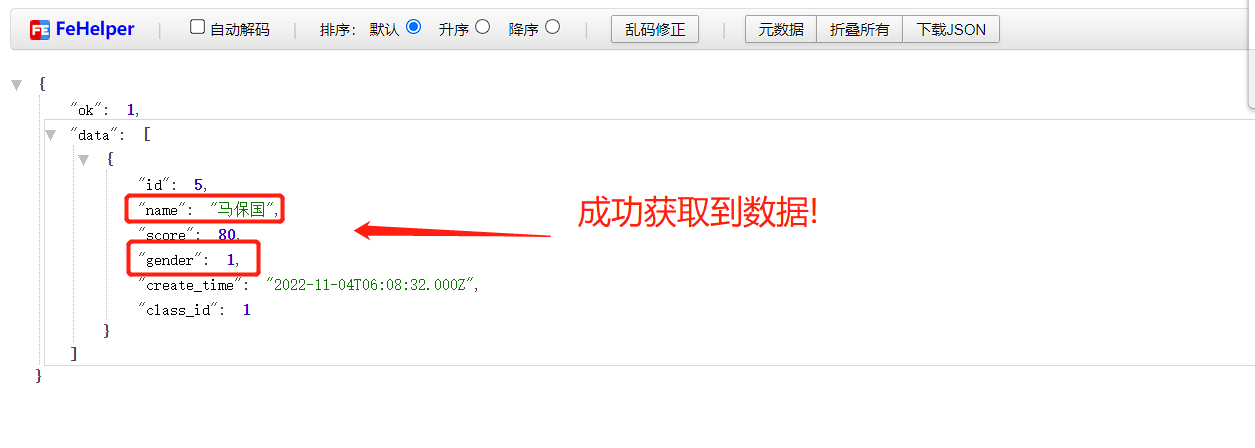 FeHelper | 自动解码 | 排序： 默认 升序 降序 | 乱码修正 | 元数据 折叠所有 下载JSON
{
"ok": 1,
"data": [
{
"id": 5,
"name": "马保国",
"score": 80,
"gender": 1,
"create_time": "2022-11-04T06:08:32.000Z",
"class_id": 1
}
]
}
成功获取到数据!